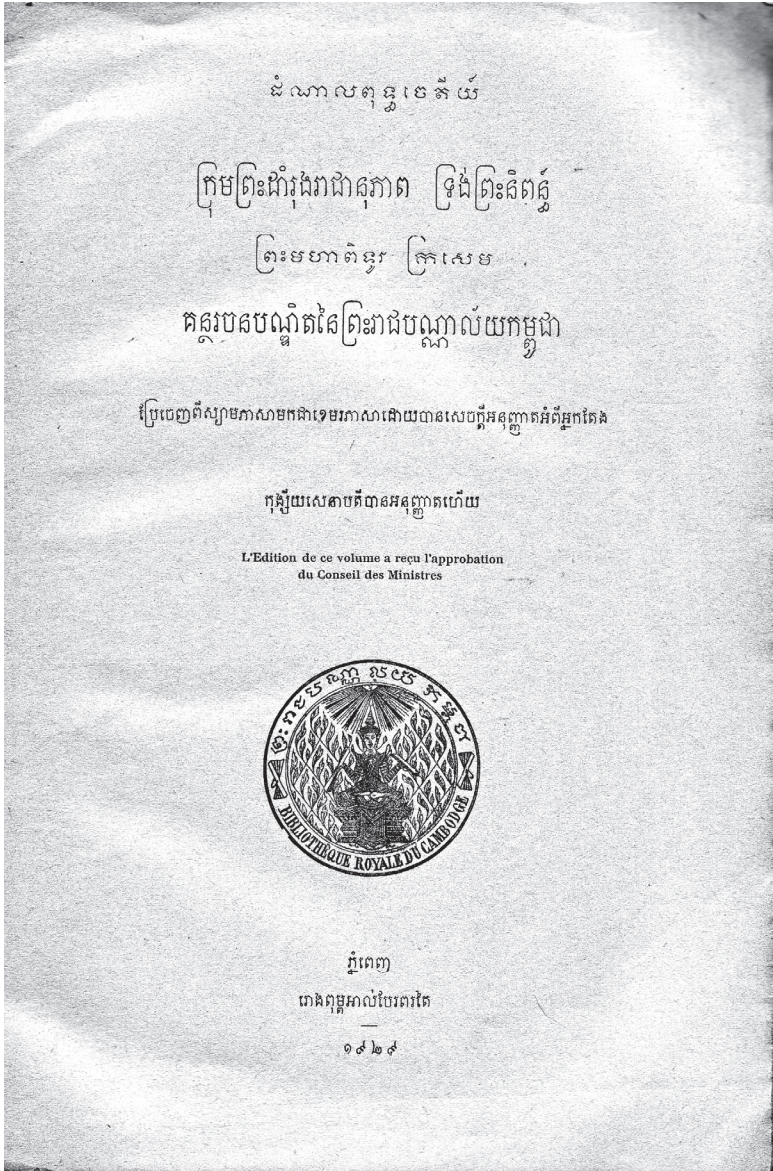 ដំណាលពុទ្ធចេតីយ៍
ក្រុមព្រះដាំរុងរាជានុភាព ទ្រង់ព្រះនិពន្ធ៍
ព្រះមហាពិទូរ ក្រសេម
គន្ថរចនបណ្ឌិតនៃព្រះរាជបណ្ណាល័យកម្ពុជា
ប្រែចេញពីស្យាមភាសាមកជាខេមរភាសាដោយបានសេចក្តីអនុញ្ញាតអំពីអ្នកតែង
កុង្ស៊ីយសេនាបតីបានអនុញ្ញាតហើយ
L'Edition de ce volume a reçu l'approbation
du Conseil des Ministres
BIBLIOTHÈQUE ROYALE DU CAMBODGE
ភ្នំពេញ
រោងពុម្ពអាល់បែរពរតៃ
១៩២៩